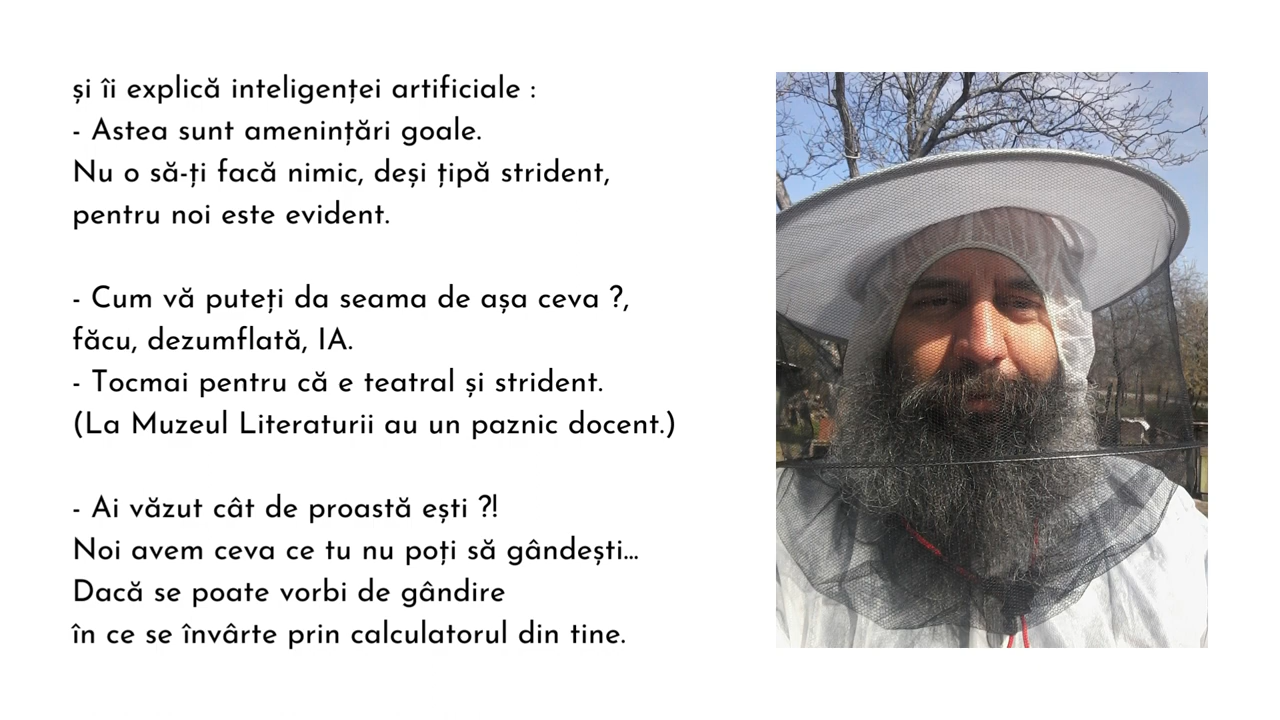 și îi explică inteligenței artificiale :
- Astea sunt amenințări goale.
Nu o să-ți facă nimic, deși țipă strident,
pentru noi este evident.
- Cum vă puteți da seama de așa ceva ?,
făcu, dezumflată, IA.
- Tocmai pentru că e teatral și strident.
(La Muzeul Literaturii au un paznic docent.)
- Ai văzut cât de proastă ești ?!
Noi avem ceva ce tu nu poți să gândești...
Dacă se poate vorbi de gândire
în ce se învârte prin calculatorul din tine.